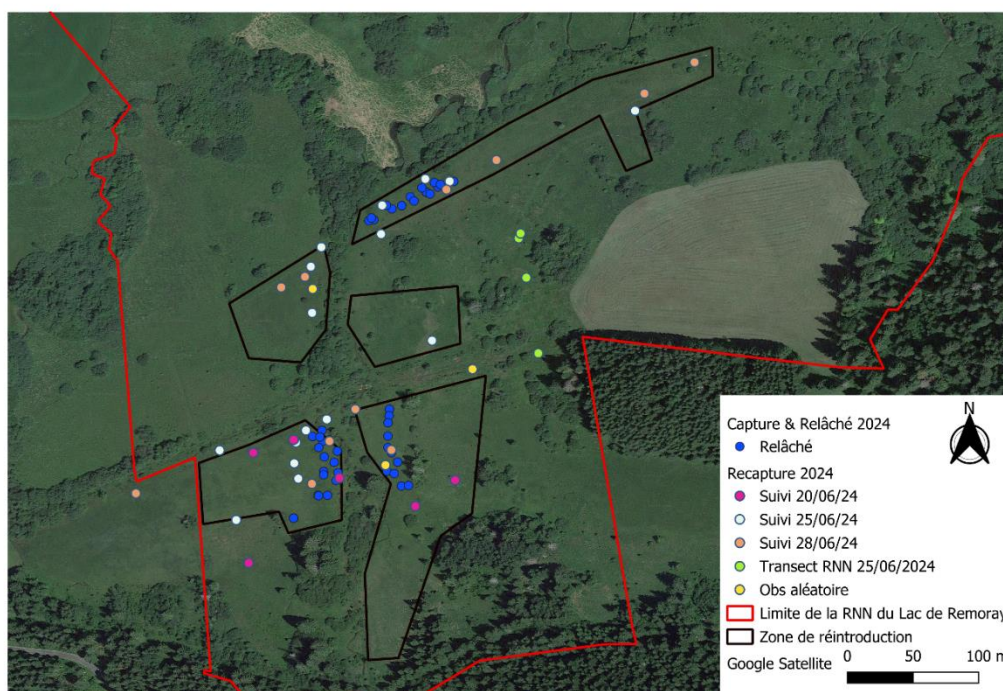 N
Capture & Relâché 2024
Relâché
Recapture 2024
Suivi 20/06/24
Suivi 25/06/24
Suivi 28/06/24
Transect RNN 25/06/2024
Obs aléatoire
Limite de la RNN du Lac de Remoray
Zone de réintroduction
Google Satellite
0 50 100 m